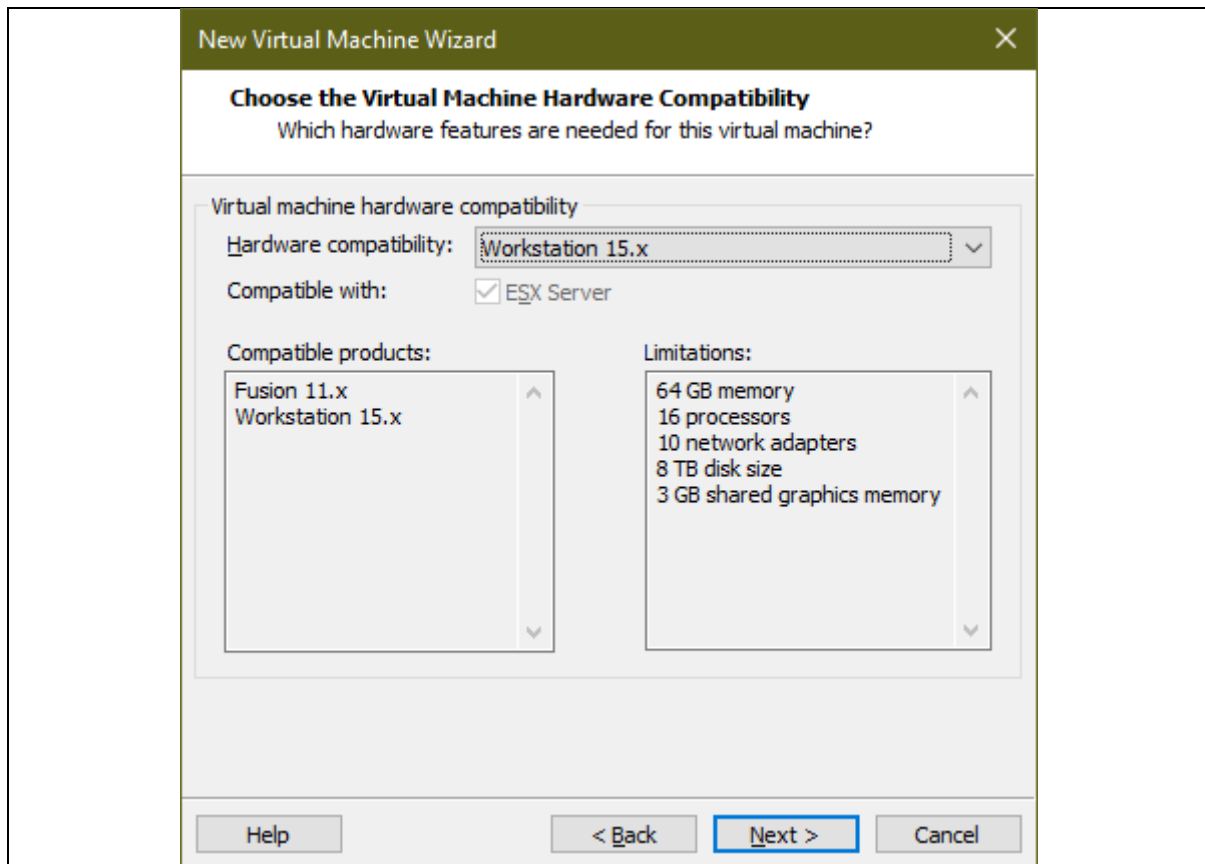 New Virtual Machine Wizard
Choose the Virtual Machine Hardware Compatibility
Which hardware features are needed for this virtual machine?
Virtual machine hardware compatibility
Hardware compatibility: Workstation 15.x
Compatible with: ESX Server
Compatible products:
Fusion 11.x
Workstation 15.x
Limitations:
64 GB memory
16 processors
10 network adapters
8 TB disk size
3 GB shared graphics memory
Help < Back Next > Cancel